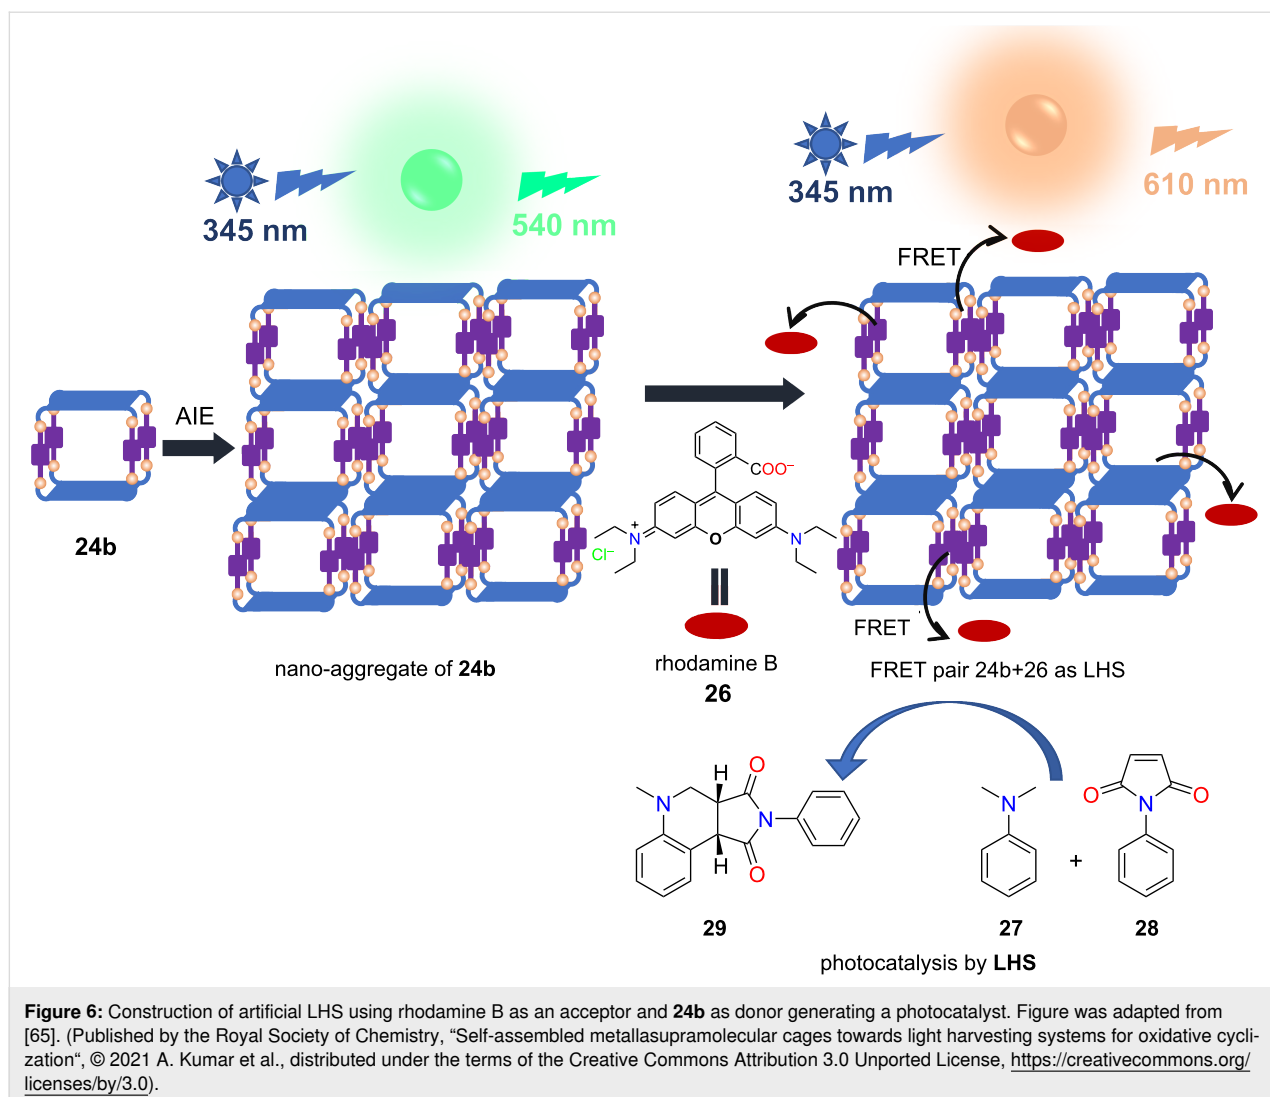 345 nm
540 nm
345 nm
610 nm
FRET
AIE
24b
COO⁻
N
+
Cl⁻
O
N
FRET
nano-aggregate of 24b
rhodamine B
26
FRET pair 24b+26 as LHS
H
O
N
N
H
O
29
N
O
N
O
+
27
28
photocatalysis by LHS
Figure 6: Construction of artificial LHS using rhodamine B as an acceptor and 24b as donor generating a photocatalyst. Figure was adapted from
[65]. (Published by the Royal Society of Chemistry, “Self-assembled metallasupramolecular cages towards light harvesting systems for oxidative cycli-
zation“, © 2021 A. Kumar et al., distributed under the terms of the Creative Commons Attribution 3.0 Unported License, https://creativecommons.org/
licenses/by/3.0).